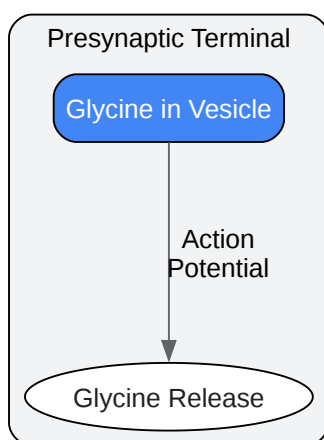 Presynaptic Terminal
Glycine in Vesicle
Action
Potential
Glycine Release